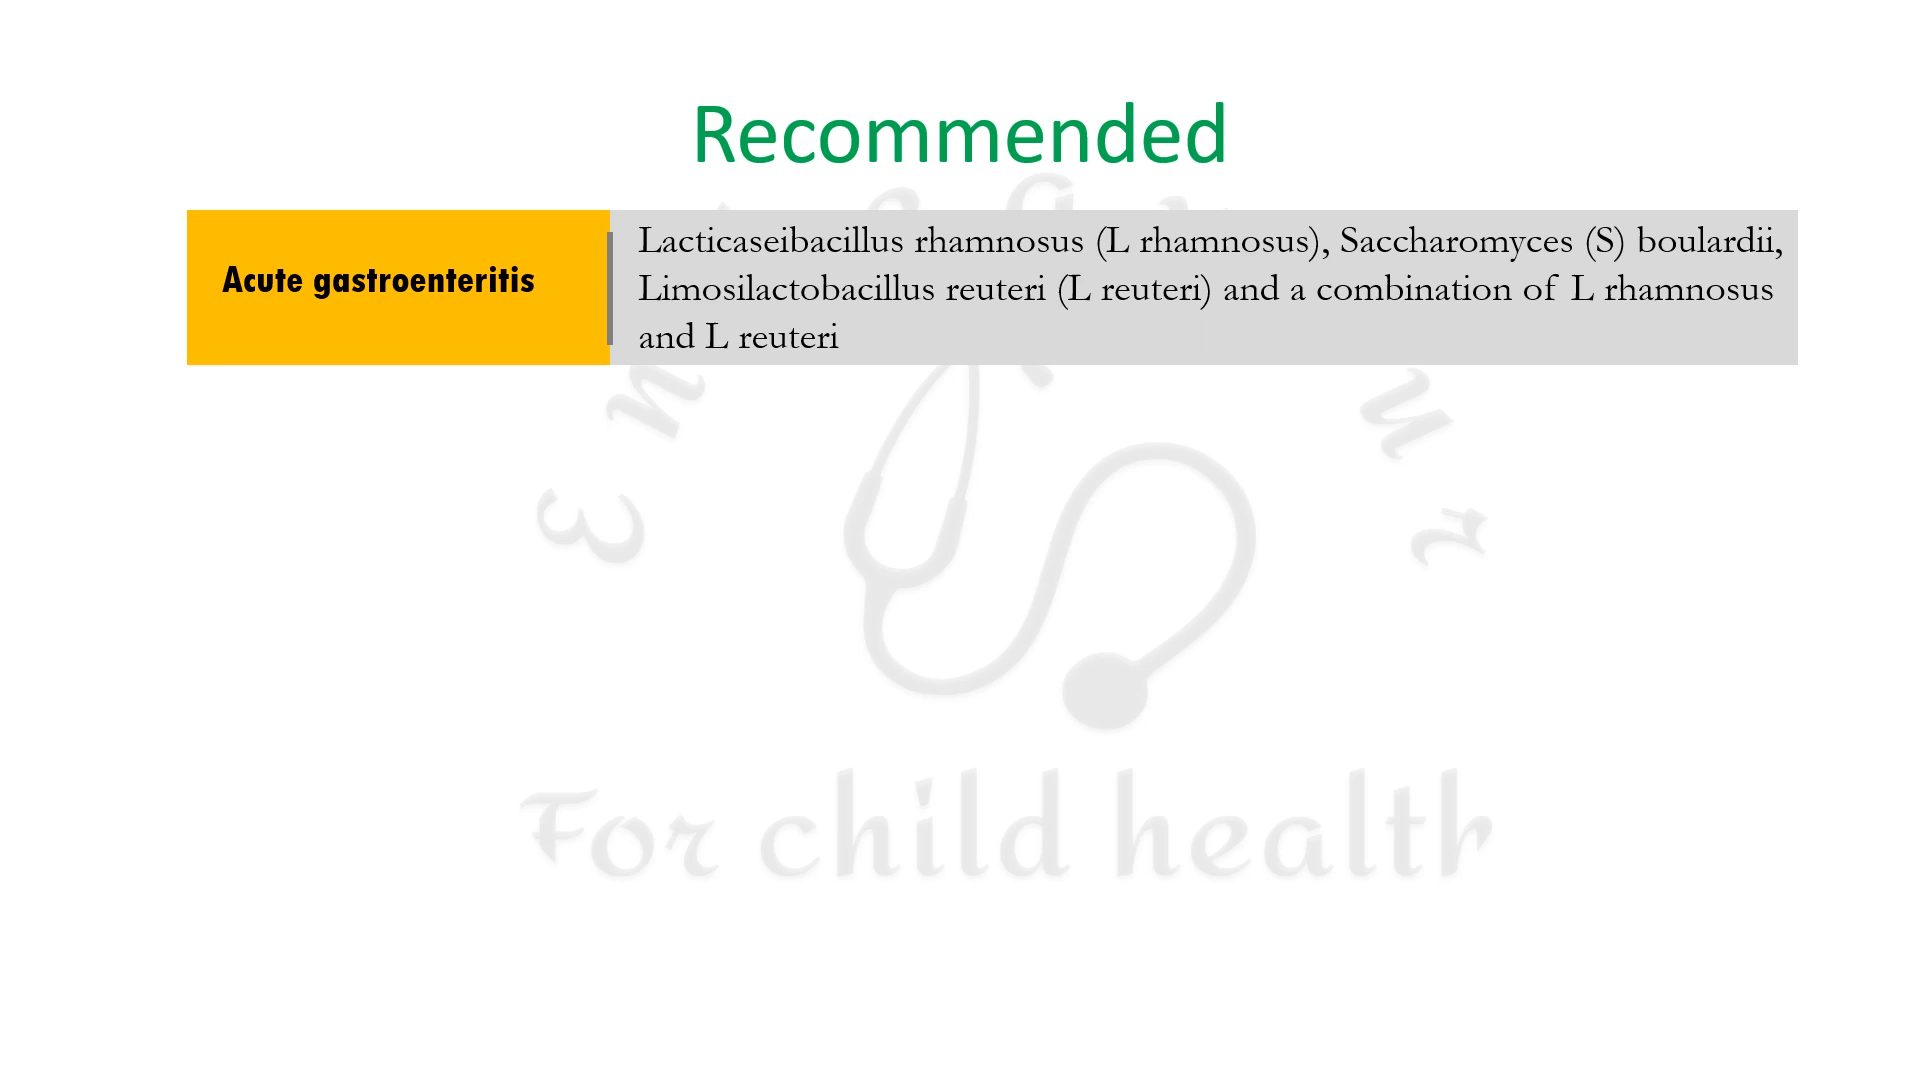 Recommended
Acute gastroenteritis
Lacticaseibacillus rhamnosus (L rhamnosus), Saccharomyces (S) boulardii,
Limosilactobacillus reuteri (L reuteri) and a combination of L rhamnosus
and L reuteri
For child health